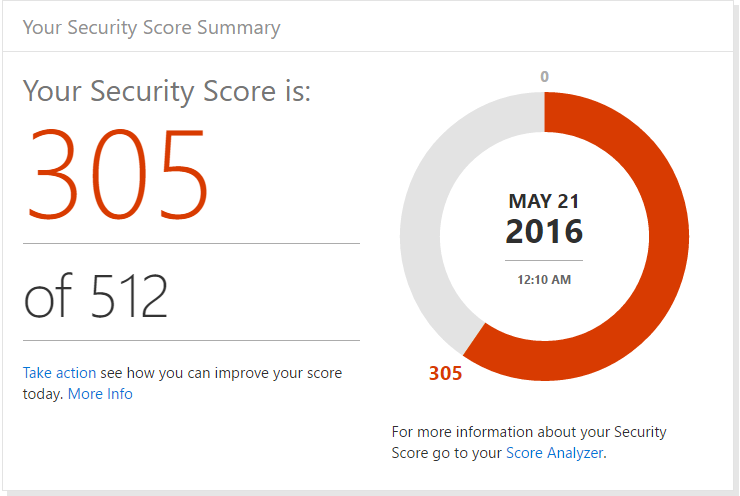 Your Security Score Summary
Your Security Score is:
305
of 512
Take action see how you can improve your score
today. More Info
0
MAY 21
2016
12:10 AM
305
For more information about your Security
Score go to your Score Analyzer.